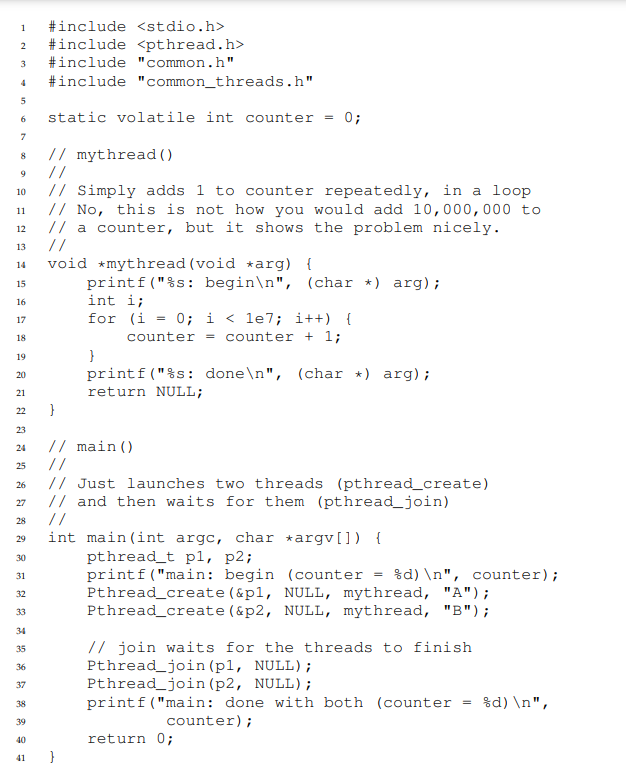 1 #include <stdio.h>
2 #include <pthread.h>
3 #include "common.h"
4 #include "common_threads.h"
5
6 static volatile int counter = 0;
7
8 // mythread()
9 //
10 // Simply adds 1 to counter repeatedly, in a loop
11 // No, this is not how you would add 10,000,000 to
12 // a counter, but it shows the problem nicely.
13 //
14 void *mythread(void *arg) {
15     printf("%s: begin\n", (char *) arg);
16     int i;
17     for (i = 0; i < 1e7; i++) {
18         counter = counter + 1;
19     }
20     printf("%s: done\n", (char *) arg);
21     return NULL;
22 }
23
24 // main()
25 //
26 // Just launches two threads (pthread_create)
27 // and then waits for them (pthread_join)
28 //
29 int main(int argc, char *argv[]) {
30     pthread_t p1, p2;
31     printf("main: begin (counter = %d)\n", counter);
32     Pthread_create(&p1, NULL, mythread, "A");
33     Pthread_create(&p2, NULL, mythread, "B");
34
35     // join waits for the threads to finish
36     Pthread_join(p1, NULL);
37     Pthread_join(p2, NULL);
38     printf("main: done with both (counter = %d)\n",
39             counter);
40     return 0;
41 }